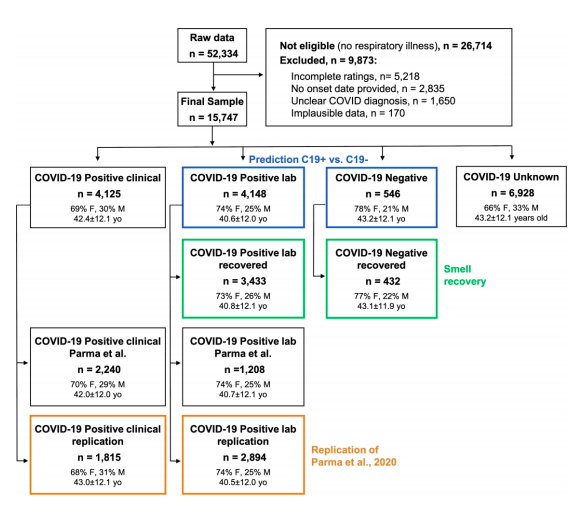 Raw data
n = 52,334
Not eligible (no respiratory illness), n = 26,714
Excluded, n = 9,873:
Incomplete ratings, n= 5,218
No onset date provided, n = 2,835
Unclear COVID diagnosis, n = 1,650
Implausible data, n = 170
Final Sample
n = 15,747
Prediction C19+ vs. C19-
COVID-19 Positive clinical
n = 4,125
69% F, 30% M
42.4±12.1 yo
COVID-19 Positive lab
n = 4,148
74% F, 25% M
40.6±12.0 yo
COVID-19 Negative
n = 546
78% F, 21% M
43.2±12.1 yo
COVID-19 Unknown
n = 6,928
66% F, 33% M
43.2±12.1 years old
COVID-19 Positive lab
recovered
n = 3,433
73% F, 26% M
40.8±12.1 yo
COVID-19 Negative
recovered
n = 432
77% F, 22% M
43.1±11.9 yo
Smell
recovery
COVID-19 Positive clinical
Parma et al.
n = 2,240
70% F, 29% M
42.0±12.0 yo
COVID-19 Positive lab
Parma et al.
n =1,208
74% F, 25% M
40.7±12.1 yo
COVID-19 Positive clinical
replication
n = 1,815
68% F, 31% M
43.0±12.1 yo
COVID-19 Positive lab
replication
n = 2,894
74% F, 25% M
40.5±12.0 yo
Replication of
Parma et al., 2020